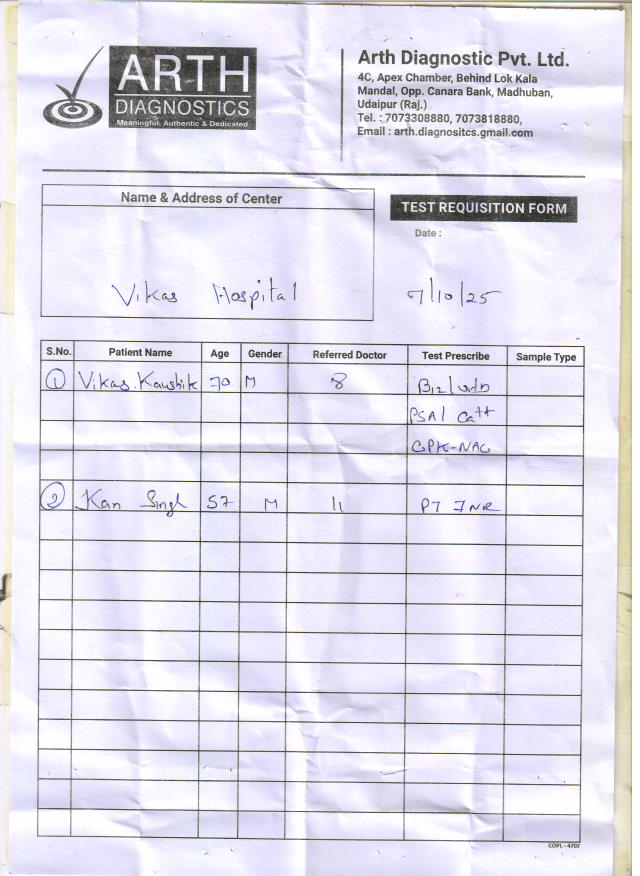 ARTH
DIAGNOSTICS
Meaningful, Authentic & Dedicated
Arth Diagnostic Pvt. Ltd.
4C, Apex Chamber, Behind Lok Kala
Mandal, Opp. Canara Bank, Madhuban,
Udaipur (Raj.)
Tel. : 7073308880, 7073818880,
Email : arth.diagnositcs.gmail.com
Name & Address of Center
Vikas Hospital
TEST REQUISITION FORM
Date :
7/10/25
S.No. Patient Name Age Gender Referred Doctor Test Prescribe Sample Type
1 Vikas Kaushik 70 M 8 B12/VitD
PSA/ Ca++
CPK-NAC
2 Kan Singh 57 M 11 PT INR
COPL - 4707